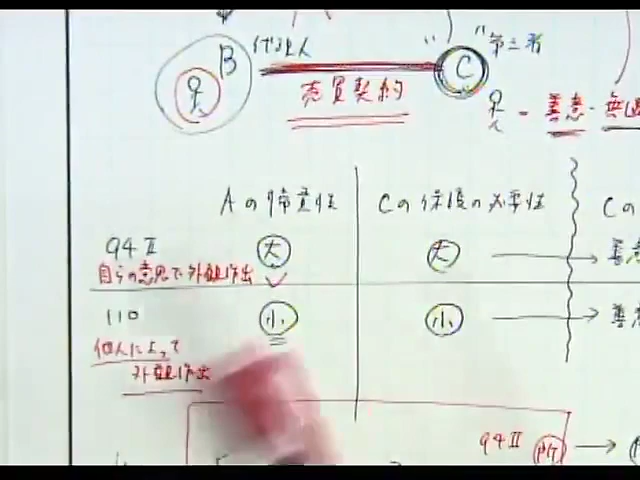 B 代理人 C "第三者
売買契約
善意・無過
Aの帰責性 Cの保護の必要性 Cの
94Ⅱ 大 大 → 善意
自らの意思で外観作出
110 小 小 → 善意
他人によって
外観作出
94Ⅱ